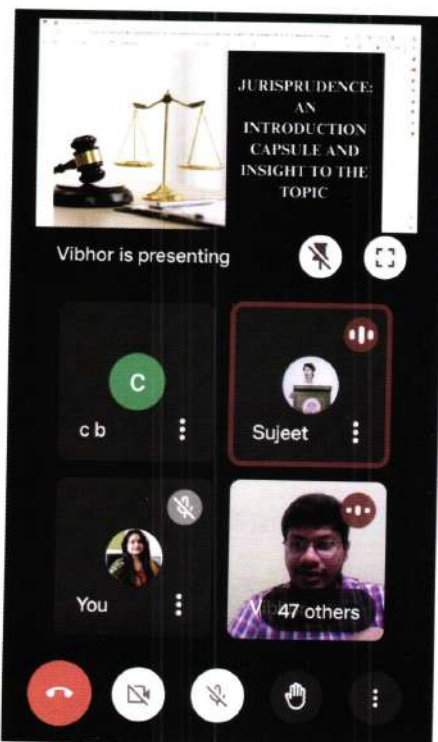 JURISPRUDENCE:
AN
INTRODUCTION
CAPSULE AND
INSIGHT TO THE
TOPIC
Vibhor is presenting
C
c b
Sujeet
You
47 others